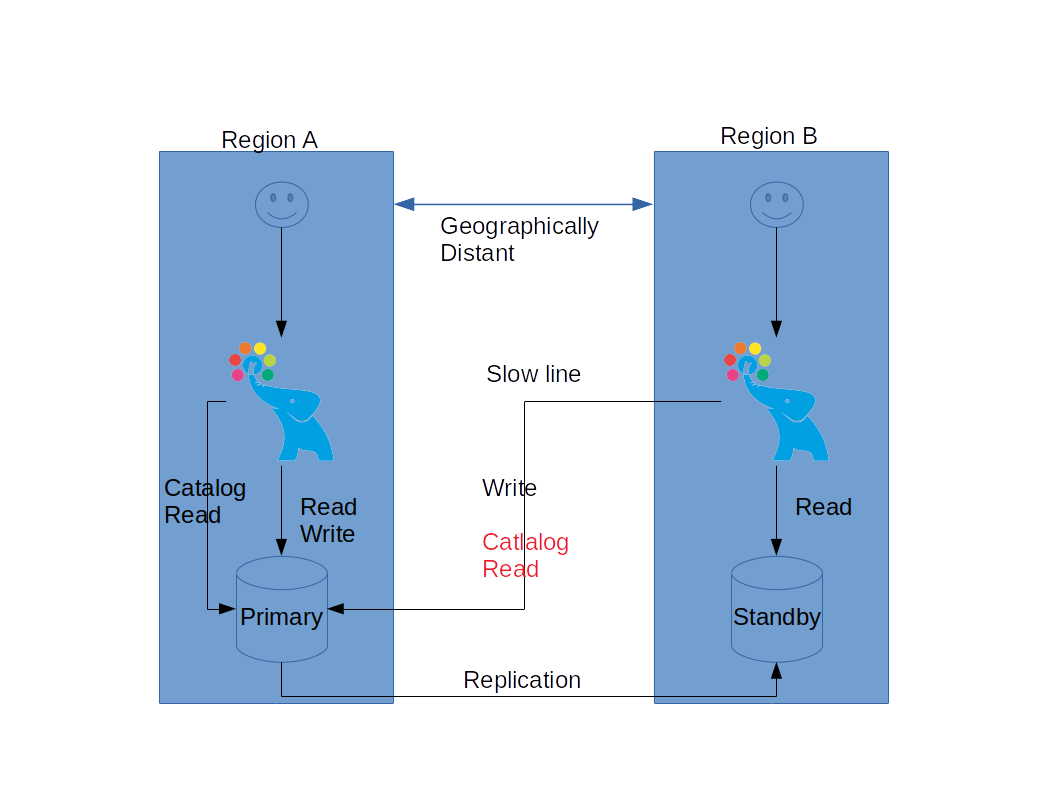 Region A
Region B
Geographically
Distant
Slow line
Catalog
Read
Read
Write
Write
Catlalog
Read
Read
Primary
Standby
Replication